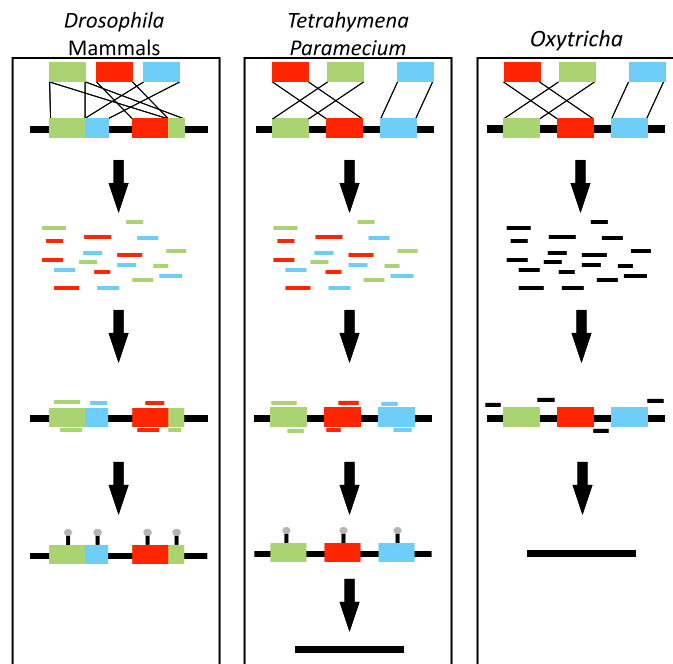 Drosophila
Mammals
Tetrahymena
Paramecium
Oxytricha